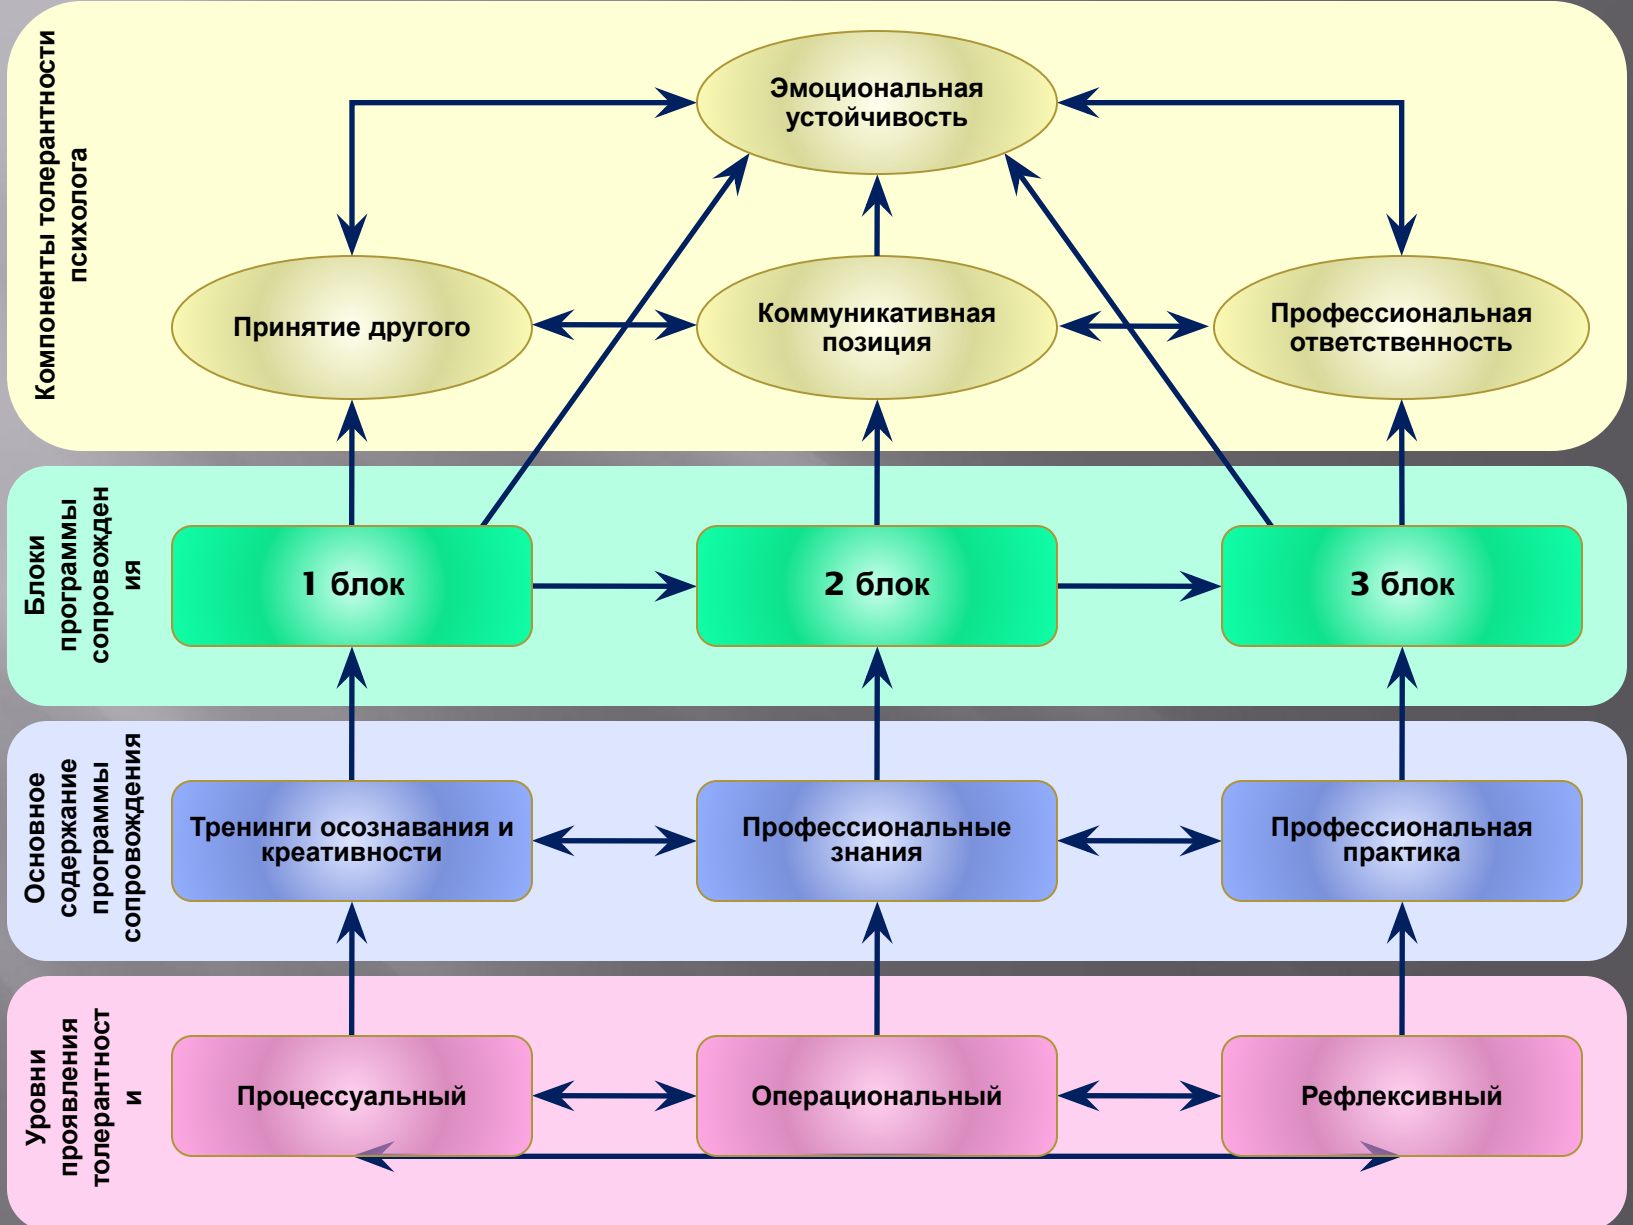 Компоненты толерантности
психолога
Эмоциональная
устойчивость
Принятие другого
Коммуникативная
позиция
Профессиональная
ответственность
Блоки
программы
сопровожден
ия
1 блок
2 блок
3 блок
Основное
содержание
программы
сопровождения
Тренинги осознавания и
креативности
Профессиональные
знания
Профессиональная
практика
Уровни
проявления
толерантност
и
Процессуальный
Операциональный
Рефлексивный